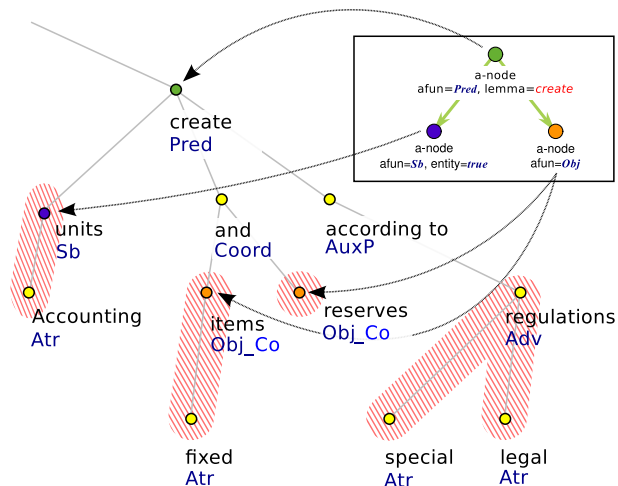 a-node
afun=Pred, lemma=create
a-node
afun=Sb, entity=true
a-node
afun=Obj
create
Pred
units
Sb
and
Coord
according to
AuxP
Accounting
Atr
items
Obj_Co
reserves
Obj_Co
regulations
Adv
fixed
Atr
special
Atr
legal
Atr